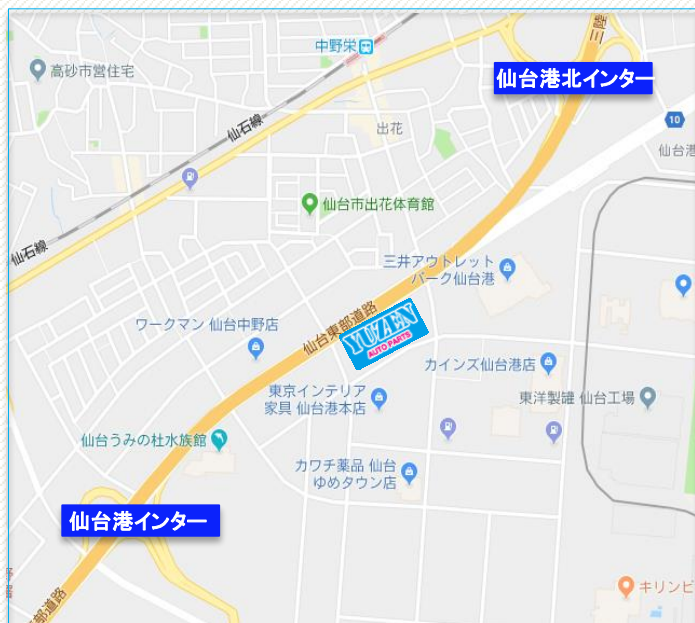 中野栄
三陸
高砂市営住宅
仙台港北インター
仙石線
出花
10
仙台港
仙台市出花体育館
仙石線
三井アウトレット
パーク仙台港
仙台東部道路
YUZEN
AUTO PARTS
ワークマン 仙台中野店
カインズ仙台港店
東京インテリア
家具 仙台港本店
東洋製罐 仙台工場
仙台うみの杜水族館
カワチ薬品 仙台
ゆめタウン店
仙台港インター
キリンビ
部道路